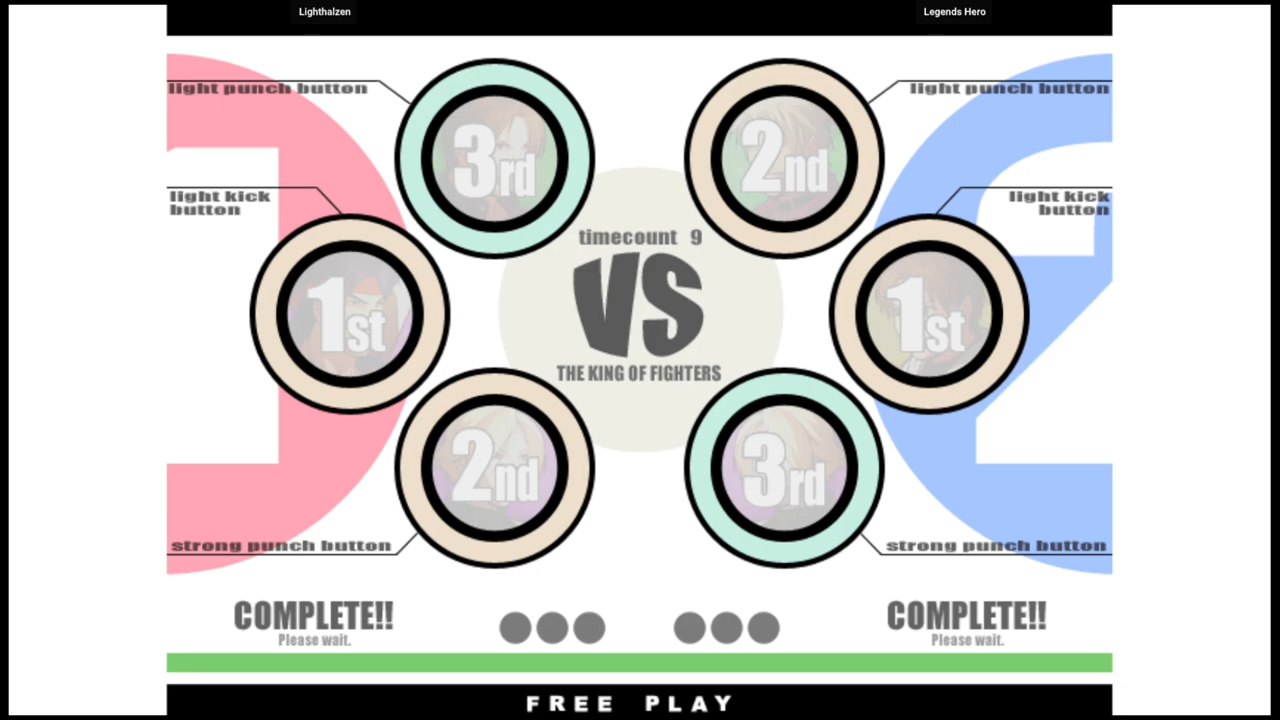 Lighthalzen
Legends Hero
light punch button
light punch button
3rd
2nd
light kick
button
light kick
button
timecount 9
1st
VS
1st
THE KING OF FIGHTERS
2nd
3rd
strong punch button
strong punch button
COMPLETE!!
Please wait.
COMPLETE!!
Please wait.
FREE PLAY